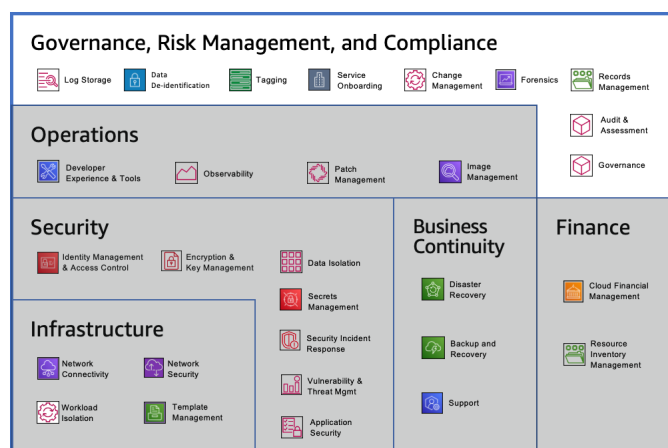 Governance, Risk Management, and Compliance
Log Storage
Data
De-identification
Tagging
Service
Onboarding
Change
Management
Forensics
Records
Management
Audit &
Assessment
Governance
Operations
Developer
Experience & Tools
Observability
Patch
Management
Image
Management
Security
Identity Management
& Access Control
Encryption &
Key Management
Data Isolation
Secrets
Management
Security Incident
Response
Vulnerability &
Threat Mgmt
Application
Security
Infrastructure
Network
Connectivity
Network
Security
Workload
Isolation
Template
Management
Business
Continuity
Disaster
Recovery
Backup and
Recovery
Support
Finance
Cloud Financial
Management
Resource
Inventory
Management